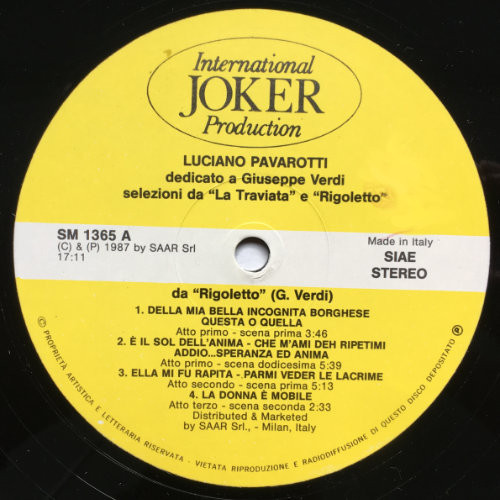 International
JOKER
Production
LUCIANO PAVAROTTI
dedicato a Giuseppe Verdi
selezioni da "La Traviata" e "Rigoletto"
SM 1365 A
(C) & (P) 1987 by SAAR Srl
17:11
Made in Italy
SIAE
STEREO
da "Rigoletto" (G. Verdi)
1. DELLA MIA BELLA INCOGNITA BORGHESE
QUESTA O QUELLA
Atto primo - scena prima 3:46
2. È IL SOL DELL'ANIMA - CHE M'AMI DEH RIPETIMI
ADDIO...SPERANZA ED ANIMA
Atto primo - scena dodicesima 5:39
3. ELLA MI FU RAPITA - PARMI VEDER LE LACRIME
Atto secondo - scena prima 5:13
4. LA DONNA È MOBILE
Atto terzo - scena seconda 2:33
Distributed & Marketed
by SAAR Srl., - Milan, Italy
© PROPRIETÀ ARTISTICA E LETTERARIA RISERVATA - VIETATA RIPRODUZIONE E RADIODIFFUSIONE DI QUESTO DISCO DEPOSITATO ®